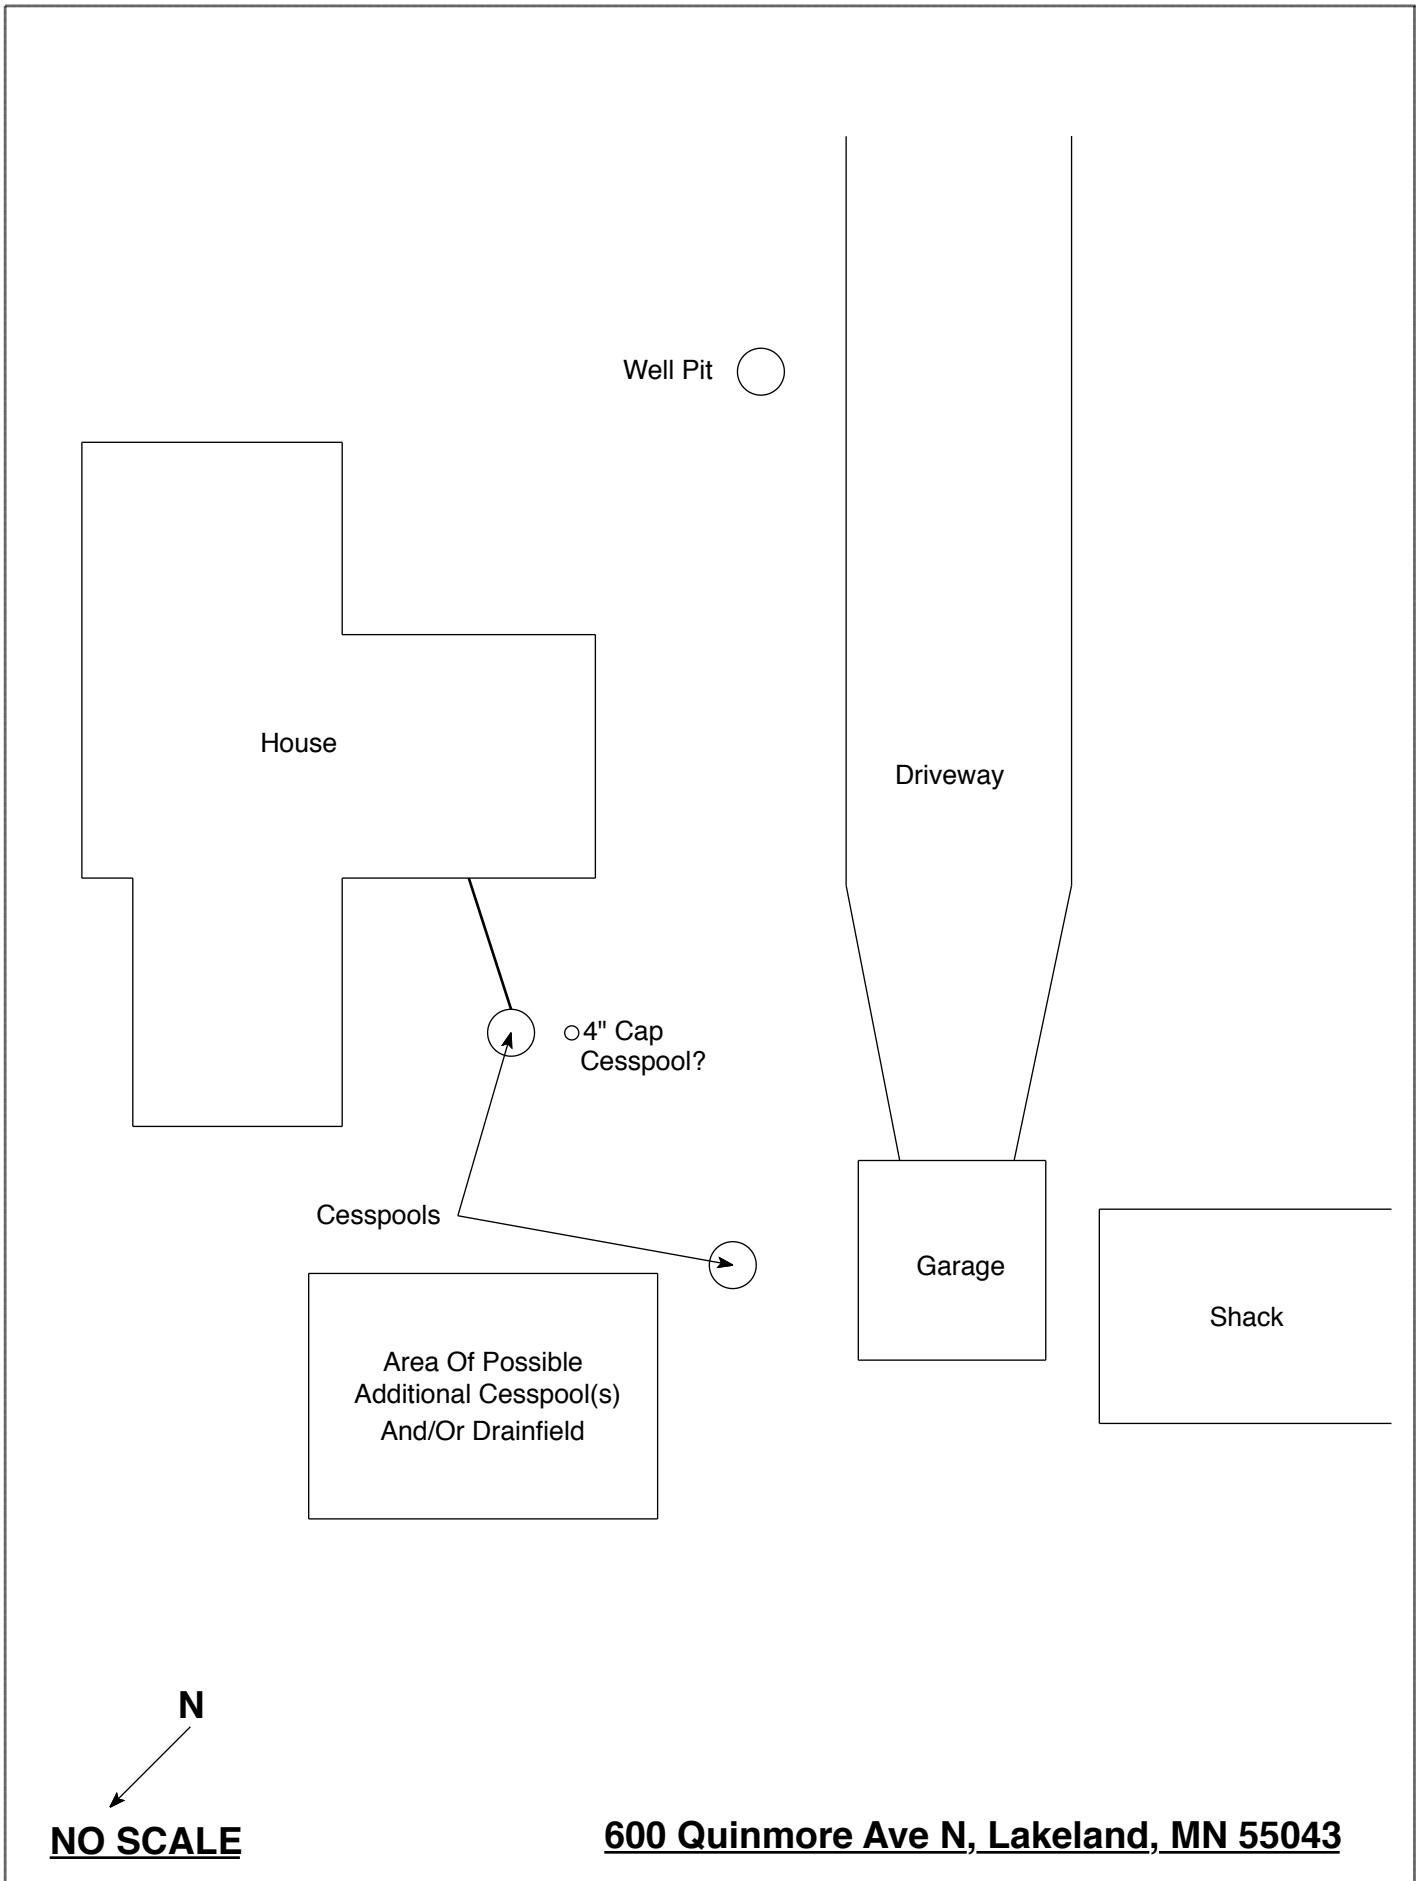 Well Pit
House
Driveway
4" Cap
Cesspool?
Cesspools
Garage
Shack
Area Of Possible
Additional Cesspool(s)
And/Or Drainfield
N
NO SCALE
600 Quinmore Ave N, Lakeland, MN 55043